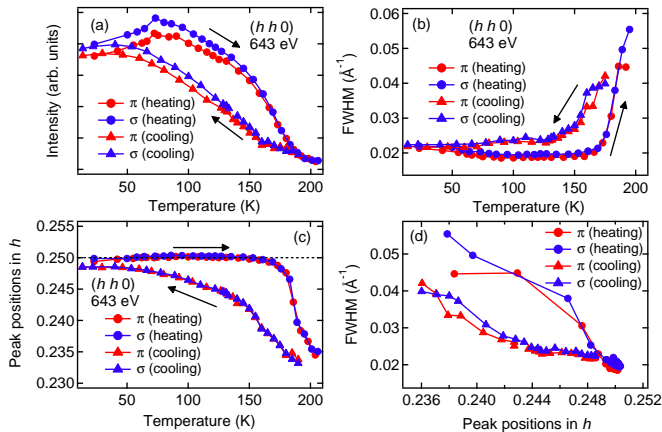 (a)
(h h 0)
643 eV
Intensity (arb. units)
π (heating)
σ (heating)
π (cooling)
σ (cooling)
50
100
150
200
Temperature (K)
(b)
(h h 0)
643 eV
FWHM (Å⁻¹)
0.06
0.05
0.04
0.03
0.02
π (heating)
σ (heating)
π (cooling)
σ (cooling)
50
100
150
200
Temperature (K)
(c)
Peak positions in h
0.255
0.250
0.245
0.240
0.235
0.230
(h h 0)
643 eV
π (heating)
σ (heating)
π (cooling)
σ (cooling)
50
100
150
200
Temperature (K)
(d)
FWHM (Å⁻¹)
0.05
0.04
0.03
0.02
π (heating)
σ (heating)
π (cooling)
σ (cooling)
0.236
0.240
0.244
0.248
0.252
Peak positions in h